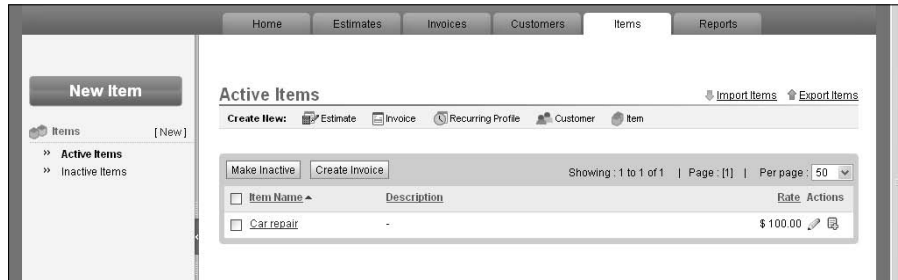 Home Estimates Invoices Customers Items Reports
New Item
Active Items
Import Items Export Items
Items [New]
Create New: Estimate Invoice Recurring Profile Customer Item
Active Items
Inactive Items
Make Inactive Create Invoice Showing : 1 to 1 of 1 | Page : [1] | Per page : 50
Item Name Description Rate Actions
Car repair - $ 100.00